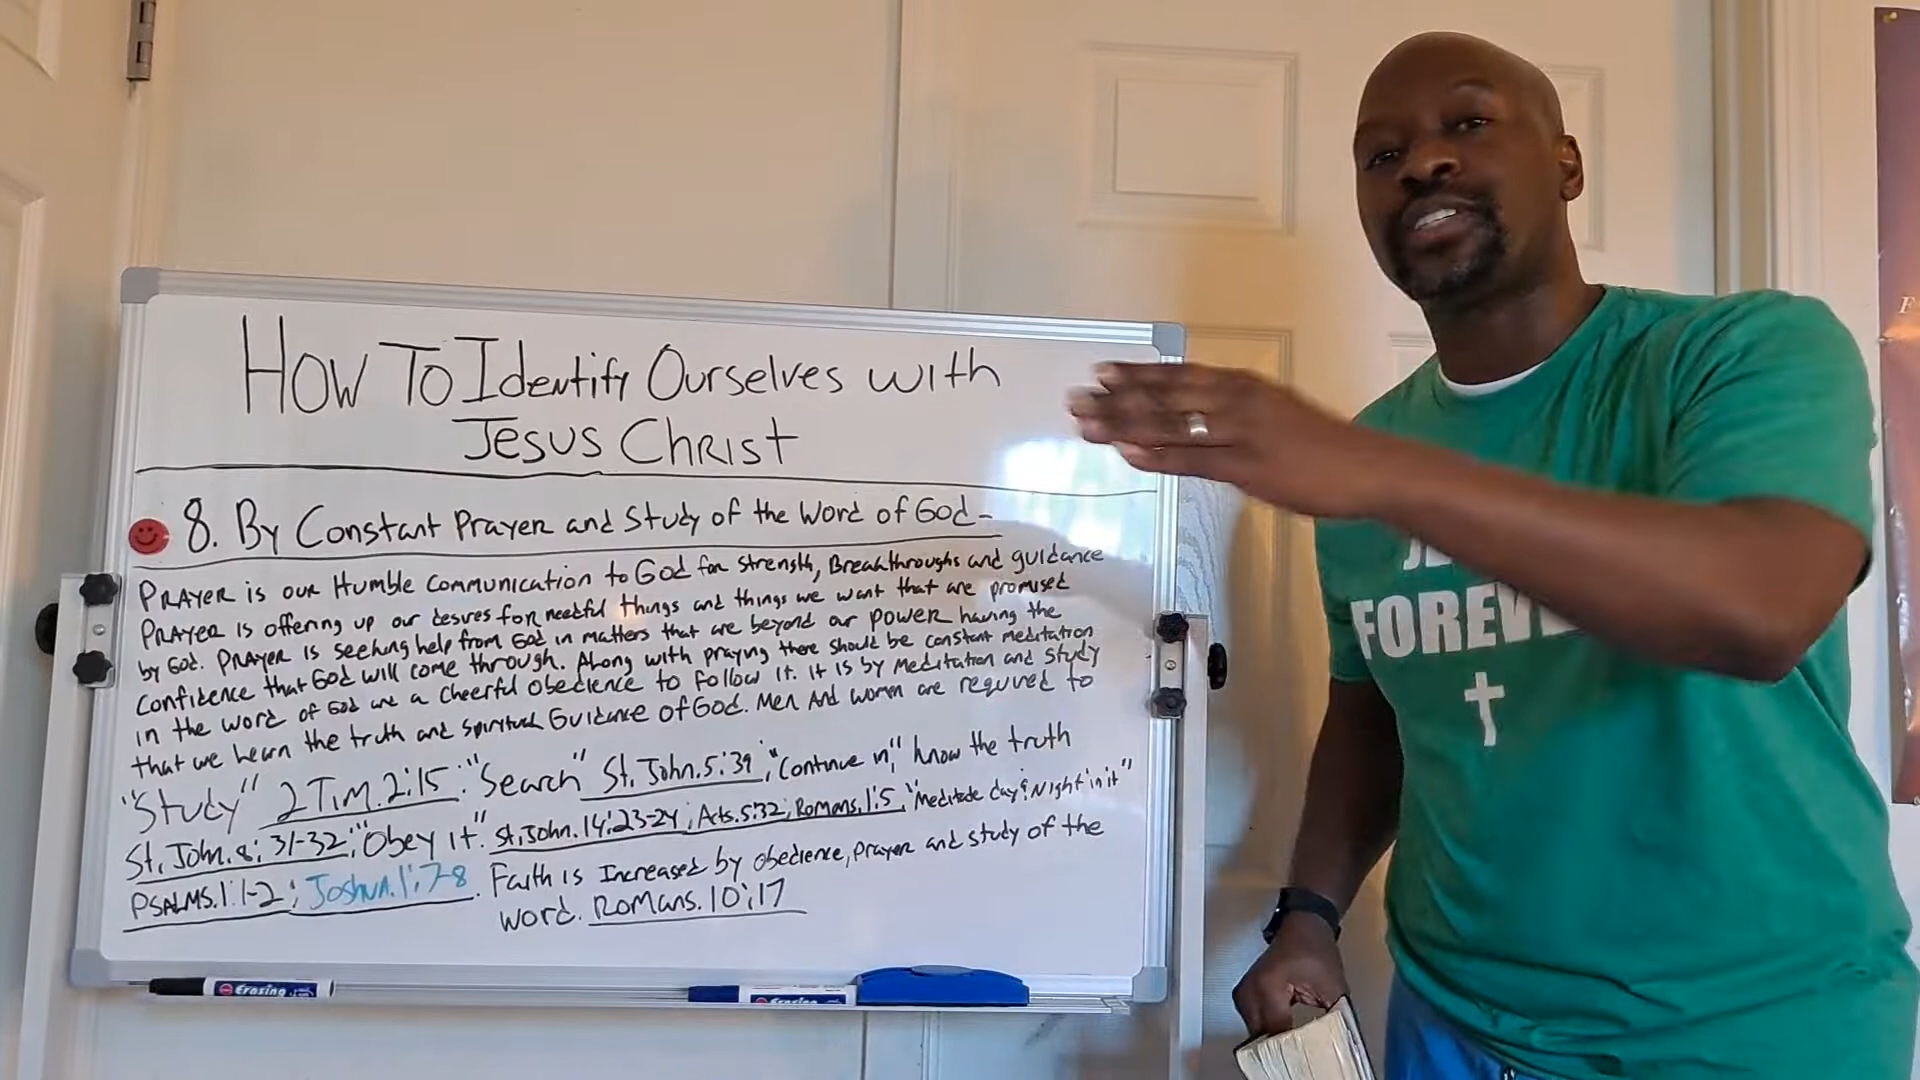 How To Identify Ourselves with
Jesus Christ
8. By Constant Prayer and Study of the Word of God-
Prayer is our Humble communication to God for strength, Breakthroughs and guidance
Prayer is offering up our desires for needful things and things we want that are promised
by God. Prayer is seeking help from God in matters that are beyond our power having the
confidence that God will come through. Along with praying there should be constant meditation
in the word of God and a cheerful obedience to follow it. it is by Meditation and Study
that we learn the truth and spiritual Guidance of God. Men And women are required to
"Study" 2 Tim. 2:15; "Search" St. John. 5:39; "Continue in," know the truth
St. John. 8:31-32; "Obey it". St. John. 14:23-24; Acts. 5:32; Romans. 1:5, "Meditate day & Night in it"
Psalms. 1:1-2; Joshua. 1:7-8. Faith is Increased by obedience, prayer and study of the
word. Romans. 10:17
FOREVE
Erasing
Erasing
F